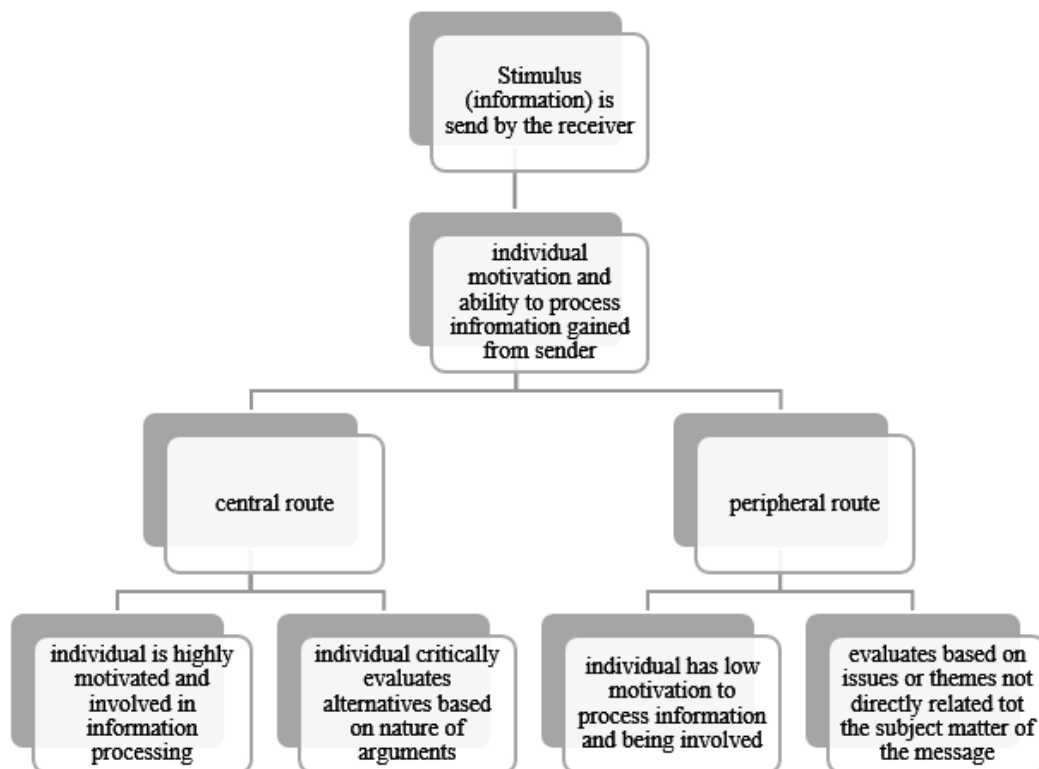 Stimulus
(information) is
send by the receiver
individual
motivation and
ability to process
infromation gained
from sender
central route
peripheral route
individual is highly
motivated and
involved in
information
processing
individual critically
evaluates
alternatives based
on nature of
arguments
individual has low
motivation to
process information
and being involved
evaluates based on
issues or themes not
directly related tot
the subject matter of
the message